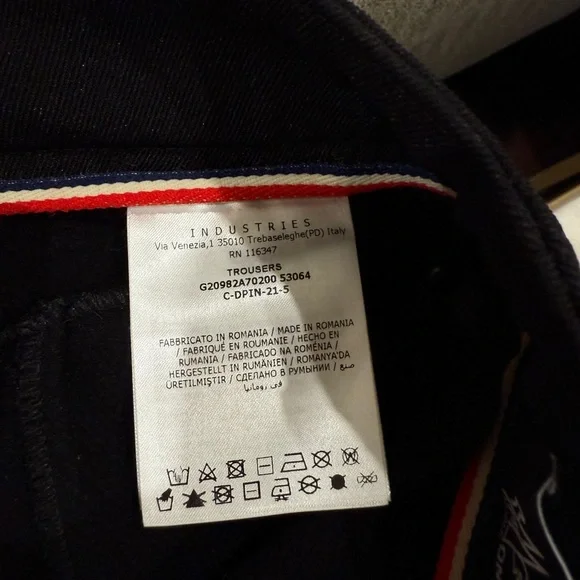 INDUSTRIES
Via Venezia,1 35010 Trebaseleghe(PD) Italy
RN 116347
TROUSERS
G20982A70200 53064
C-DPIN-21-5
FABBRICATO IN ROMANIA / MADE IN ROMANIA
/ FABRIQUÉ EN ROUMANIE / HECHO EN
RUMANIA / FABRICADO NA ROMÉNIA /
HERGESTELLT IN RUMÄNIEN / ROMANYA'DA
ÜRETILMIŞTIR / СДЕЛАНО В РУМЫНИИ / صنع
في رومانيا